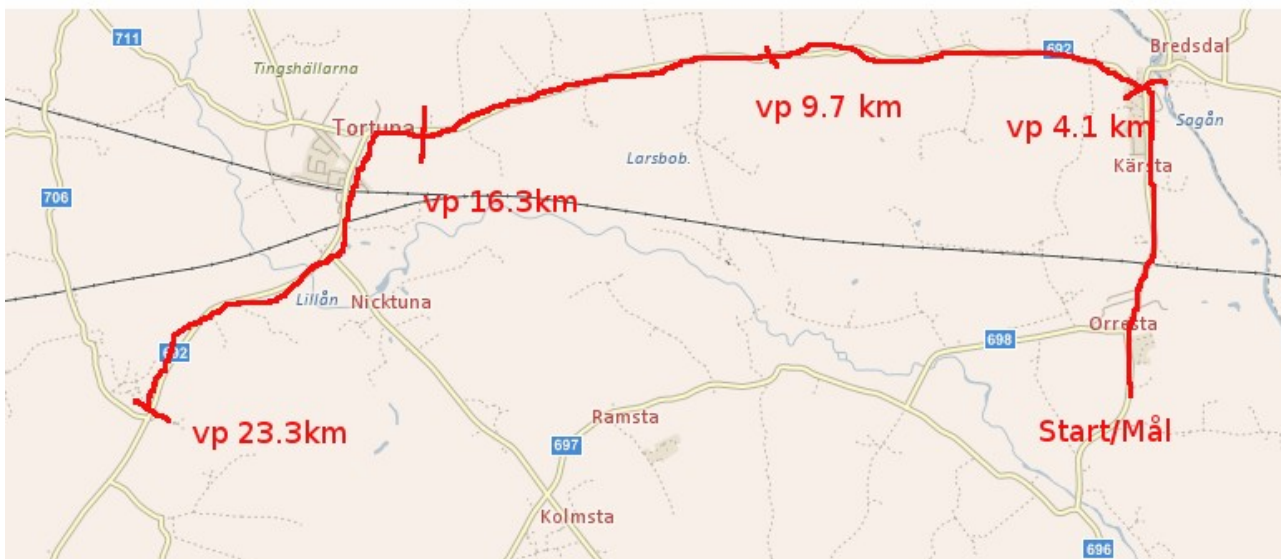 711
692
Bredsdal
Tingshällarna
vp 9.7 km
vp 4.1 km
Sagån
Tortuna
Larsbob.
Kärsta
706
vp 16.3km
Lillån
Nicktuna
Orresta
698
692
Ramsta
Start/Mål
vp 23.3km
697
Kolmsta
696